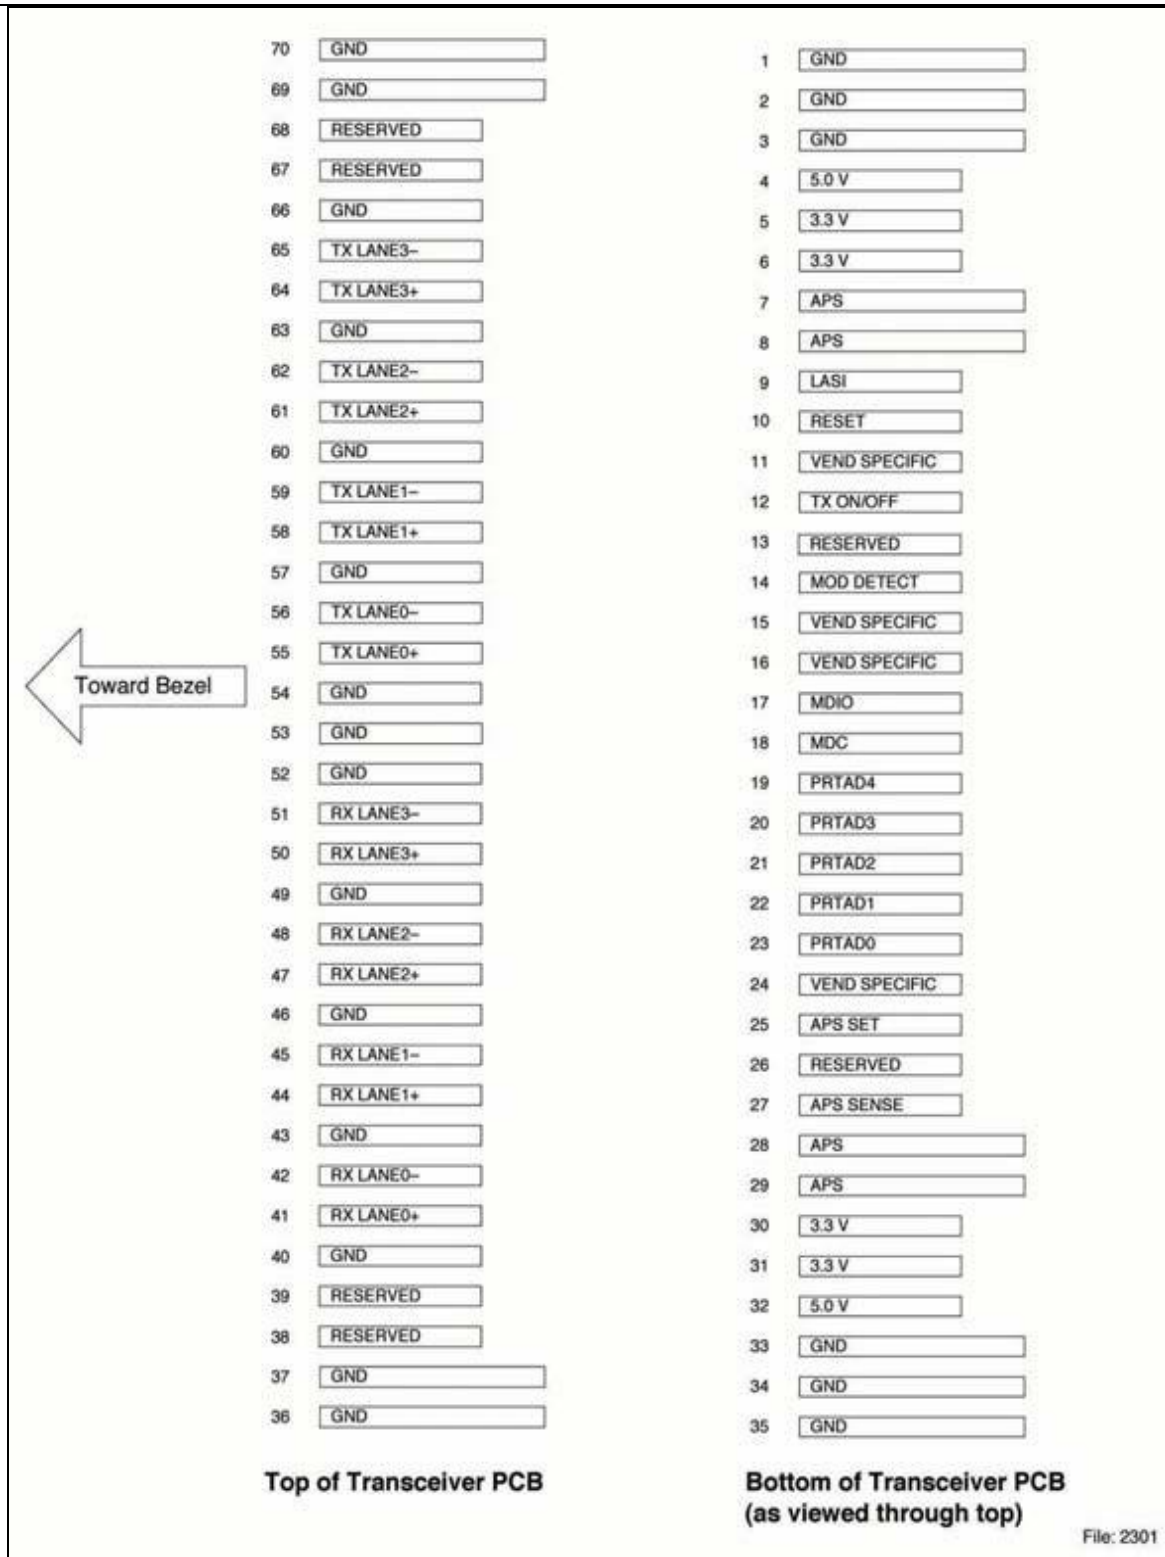 70 GND
69 GND
68 RESERVED
67 RESERVED
66 GND
65 TX LANE3–
64 TX LANE3+
63 GND
62 TX LANE2–
61 TX LANE2+
60 GND
59 TX LANE1–
58 TX LANE1+
57 GND
56 TX LANE0–
55 TX LANE0+
Toward Bezel
54 GND
53 GND
52 GND
51 RX LANE3–
50 RX LANE3+
49 GND
48 RX LANE2–
47 RX LANE2+
46 GND
45 RX LANE1–
44 RX LANE1+
43 GND
42 RX LANE0–
41 RX LANE0+
40 GND
39 RESERVED
38 RESERVED
37 GND
36 GND
Top of Transceiver PCB
1 GND
2 GND
3 GND
4 5.0 V
5 3.3 V
6 3.3 V
7 APS
8 APS
9 LASI
10 RESET
11 VEND SPECIFIC
12 TX ON/OFF
13 RESERVED
14 MOD DETECT
15 VEND SPECIFIC
16 VEND SPECIFIC
17 MDIO
18 MDC
19 PRTAD4
20 PRTAD3
21 PRTAD2
22 PRTAD1
23 PRTAD0
24 VEND SPECIFIC
25 APS SET
26 RESERVED
27 APS SENSE
28 APS
29 APS
30 3.3 V
31 3.3 V
32 5.0 V
33 GND
34 GND
35 GND
Bottom of Transceiver PCB
(as viewed through top)
File: 2301